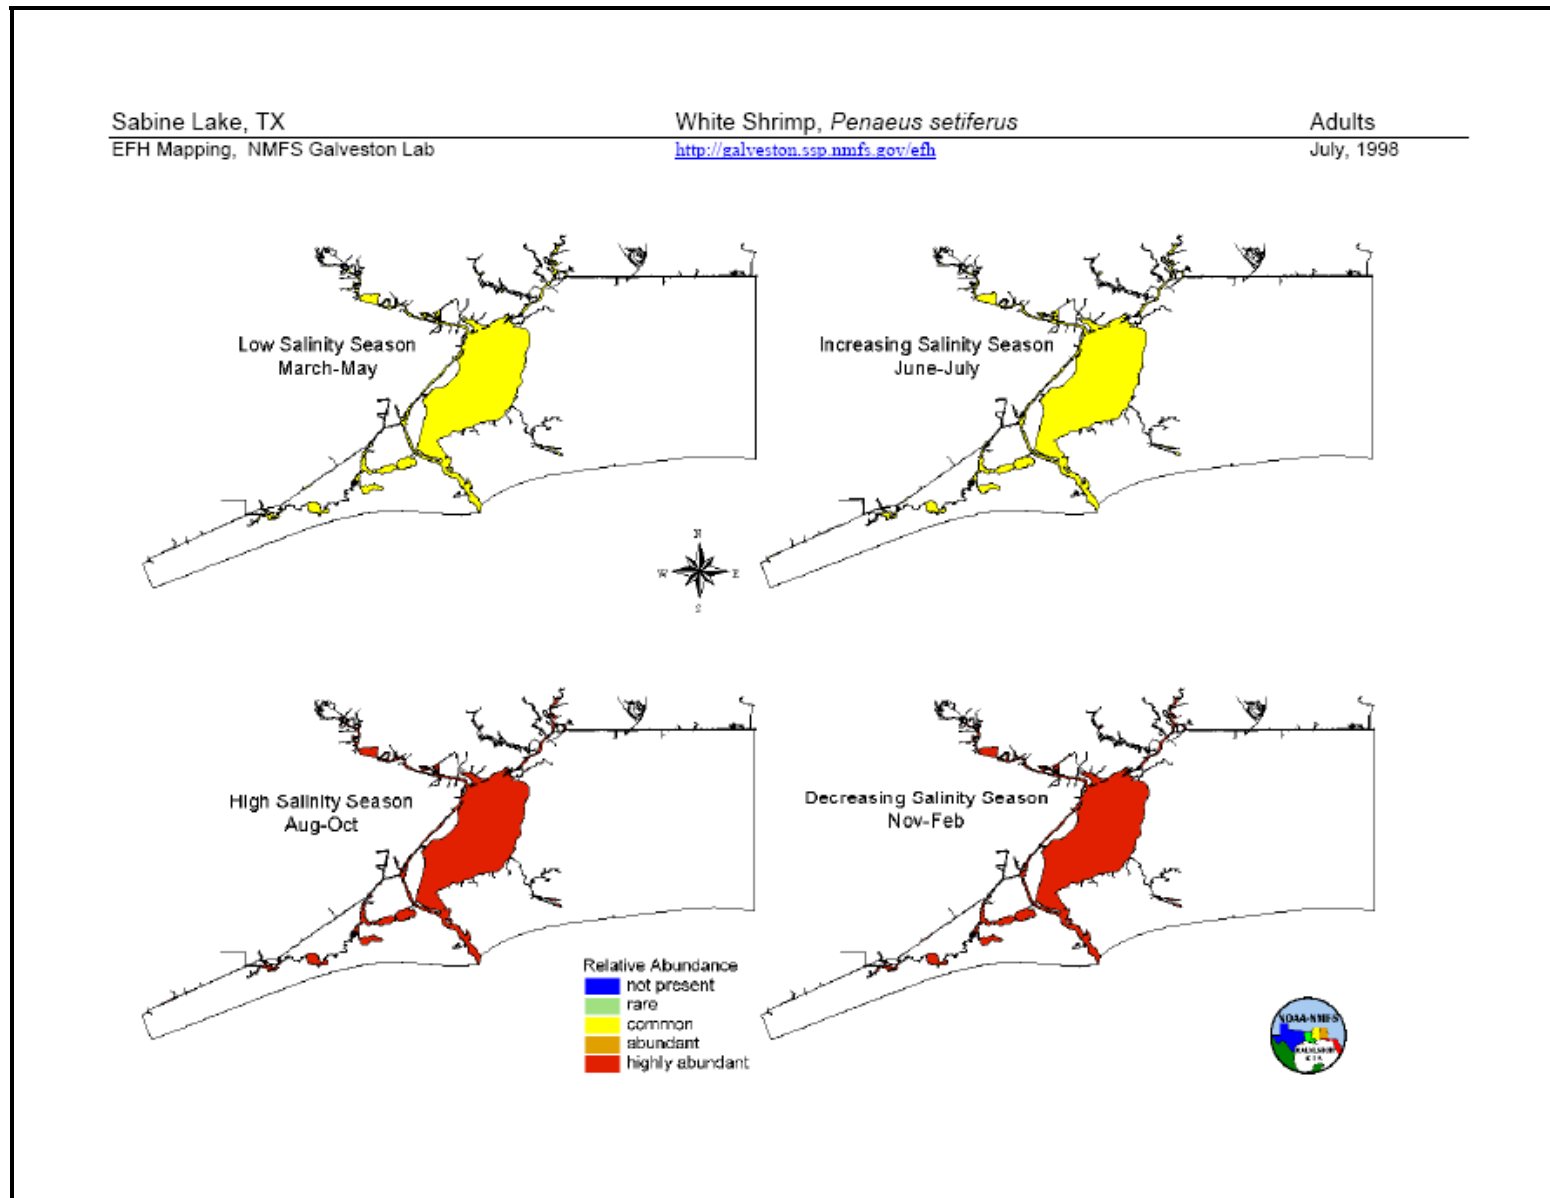 Sabine Lake, TX
White Shrimp, Penaeus setiferus
Adults
EFH Mapping, NMFS Galveston Lab
http://galveston.ssp.nmfs.gov/efh
July, 1998
Low Salinity Season
March-May
Increasing Salinity Season
June-July
N
W E
S
High Salinity Season
Aug-Oct
Decreasing Salinity Season
Nov-Feb
Relative Abundance
not present
rare
common
abundant
highly abundant
NOAA-NMFS
GALVESTON